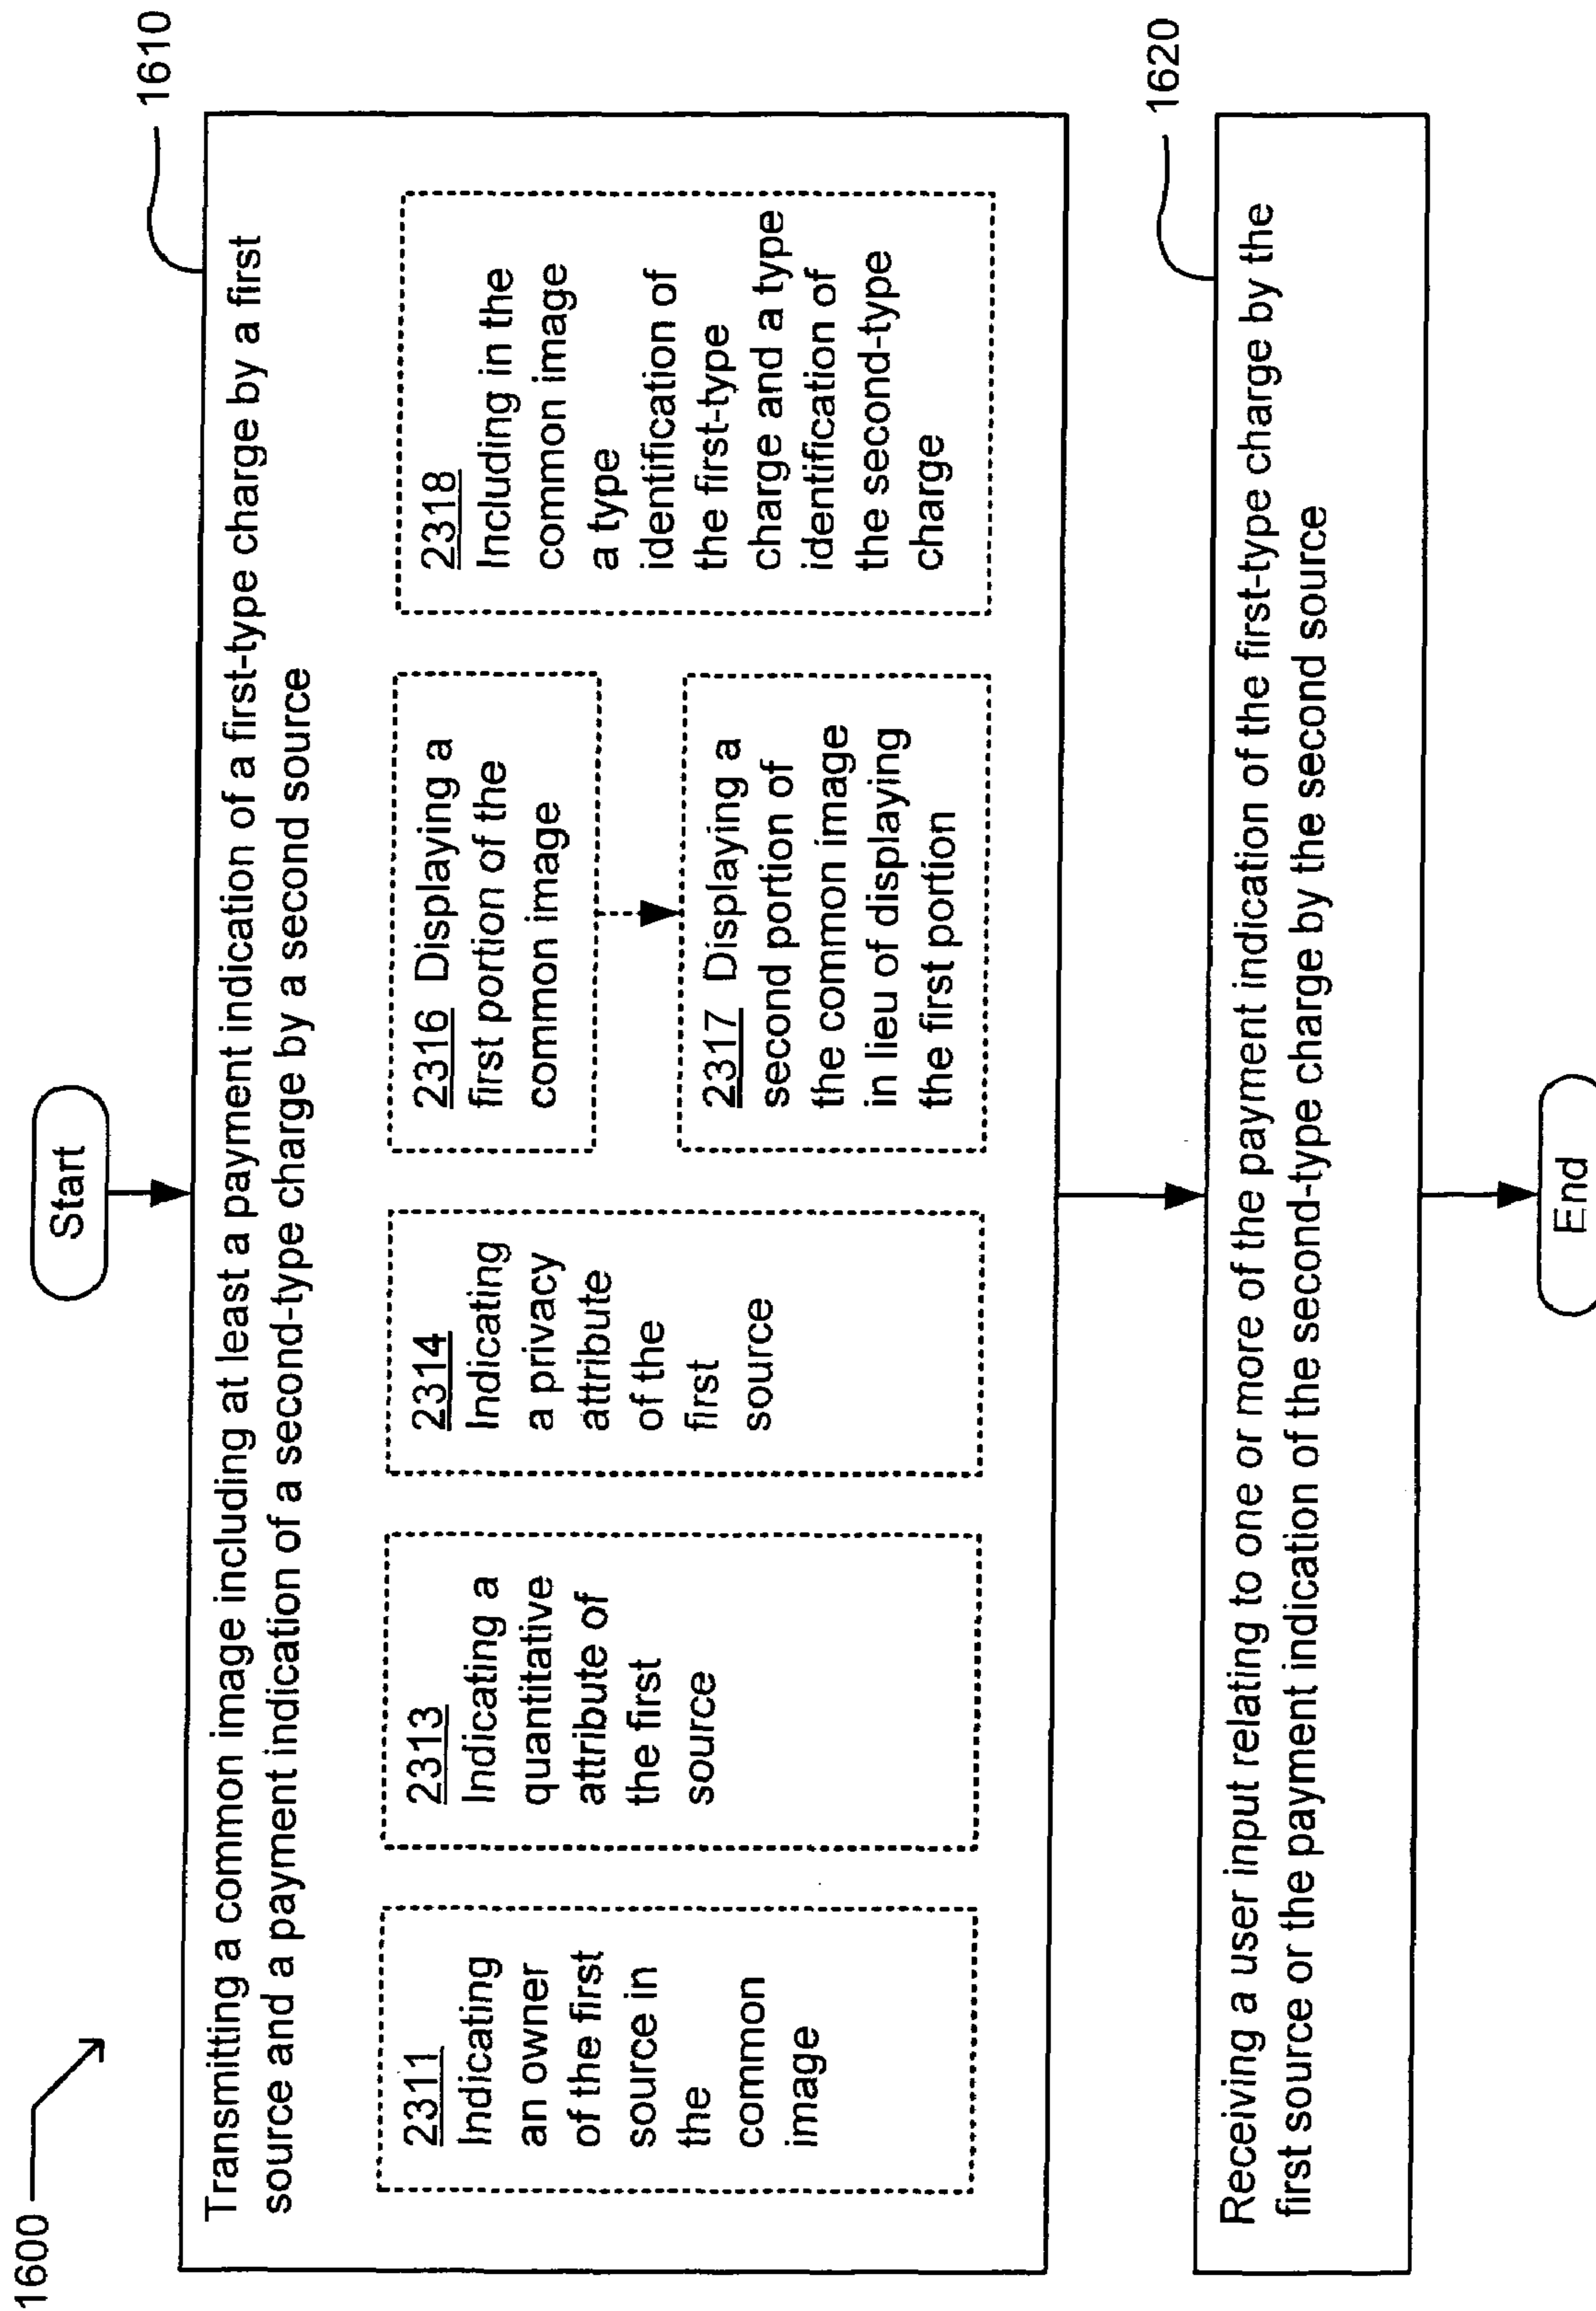 1600
Start
1610
Transmitting a common image including at least a payment indication of a first-type charge by a first
source and a payment indication of a second-type charge by a second source
2311
Indicating
an owner
of the first
source in
the
common
image
2313
Indicating a
quantitative
attribute of
the first
source
2314
Indicating
a privacy
attribute
of the
first
source
2316 Displaying a
first portion of the
common image
2317 Displaying a
second portion of
the common image
in lieu of displaying
the first portion
2318
Including in the
common image
a type
identification of
the first-type
charge and a type
identification of
the second-type
charge
1620
Receiving a user input relating to one or more of the payment indication of the first-type charge by the
first source or the payment indication of the second-type charge by the second source
End